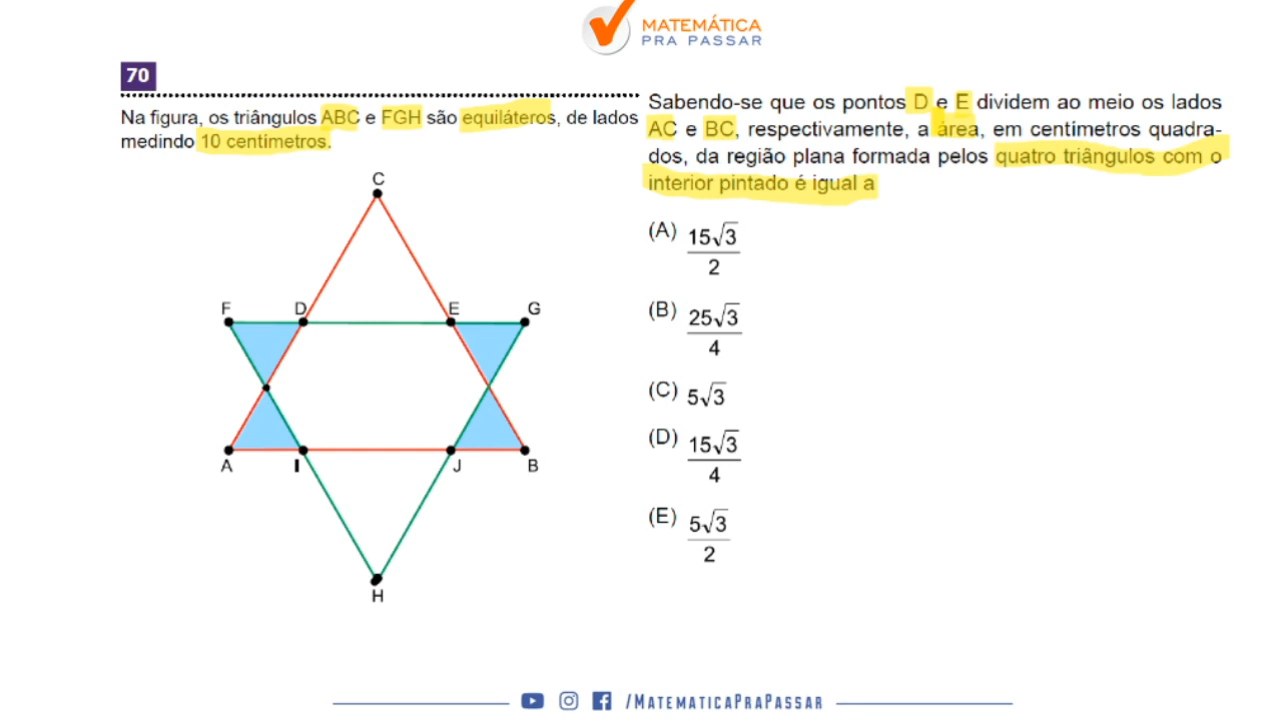 MATEMÁTICA
PRA PASSAR
70
Na figura, os triângulos ABC e FGH são equiláteros, de lados
medindo 10 centímetros.
C
F
D
E
G
A
I
J
B
H
Sabendo-se que os pontos D e E dividem ao meio os lados
AC e BC, respectivamente, a área, em centímetros quadra-
dos, da região plana formada pelos quatro triângulos com o
interior pintado é igual a
(A) 15√3/2
(B) 25√3/4
(C) 5√3
(D) 15√3/4
(E) 5√3/2
/MATEMATICAPRAPASSAR